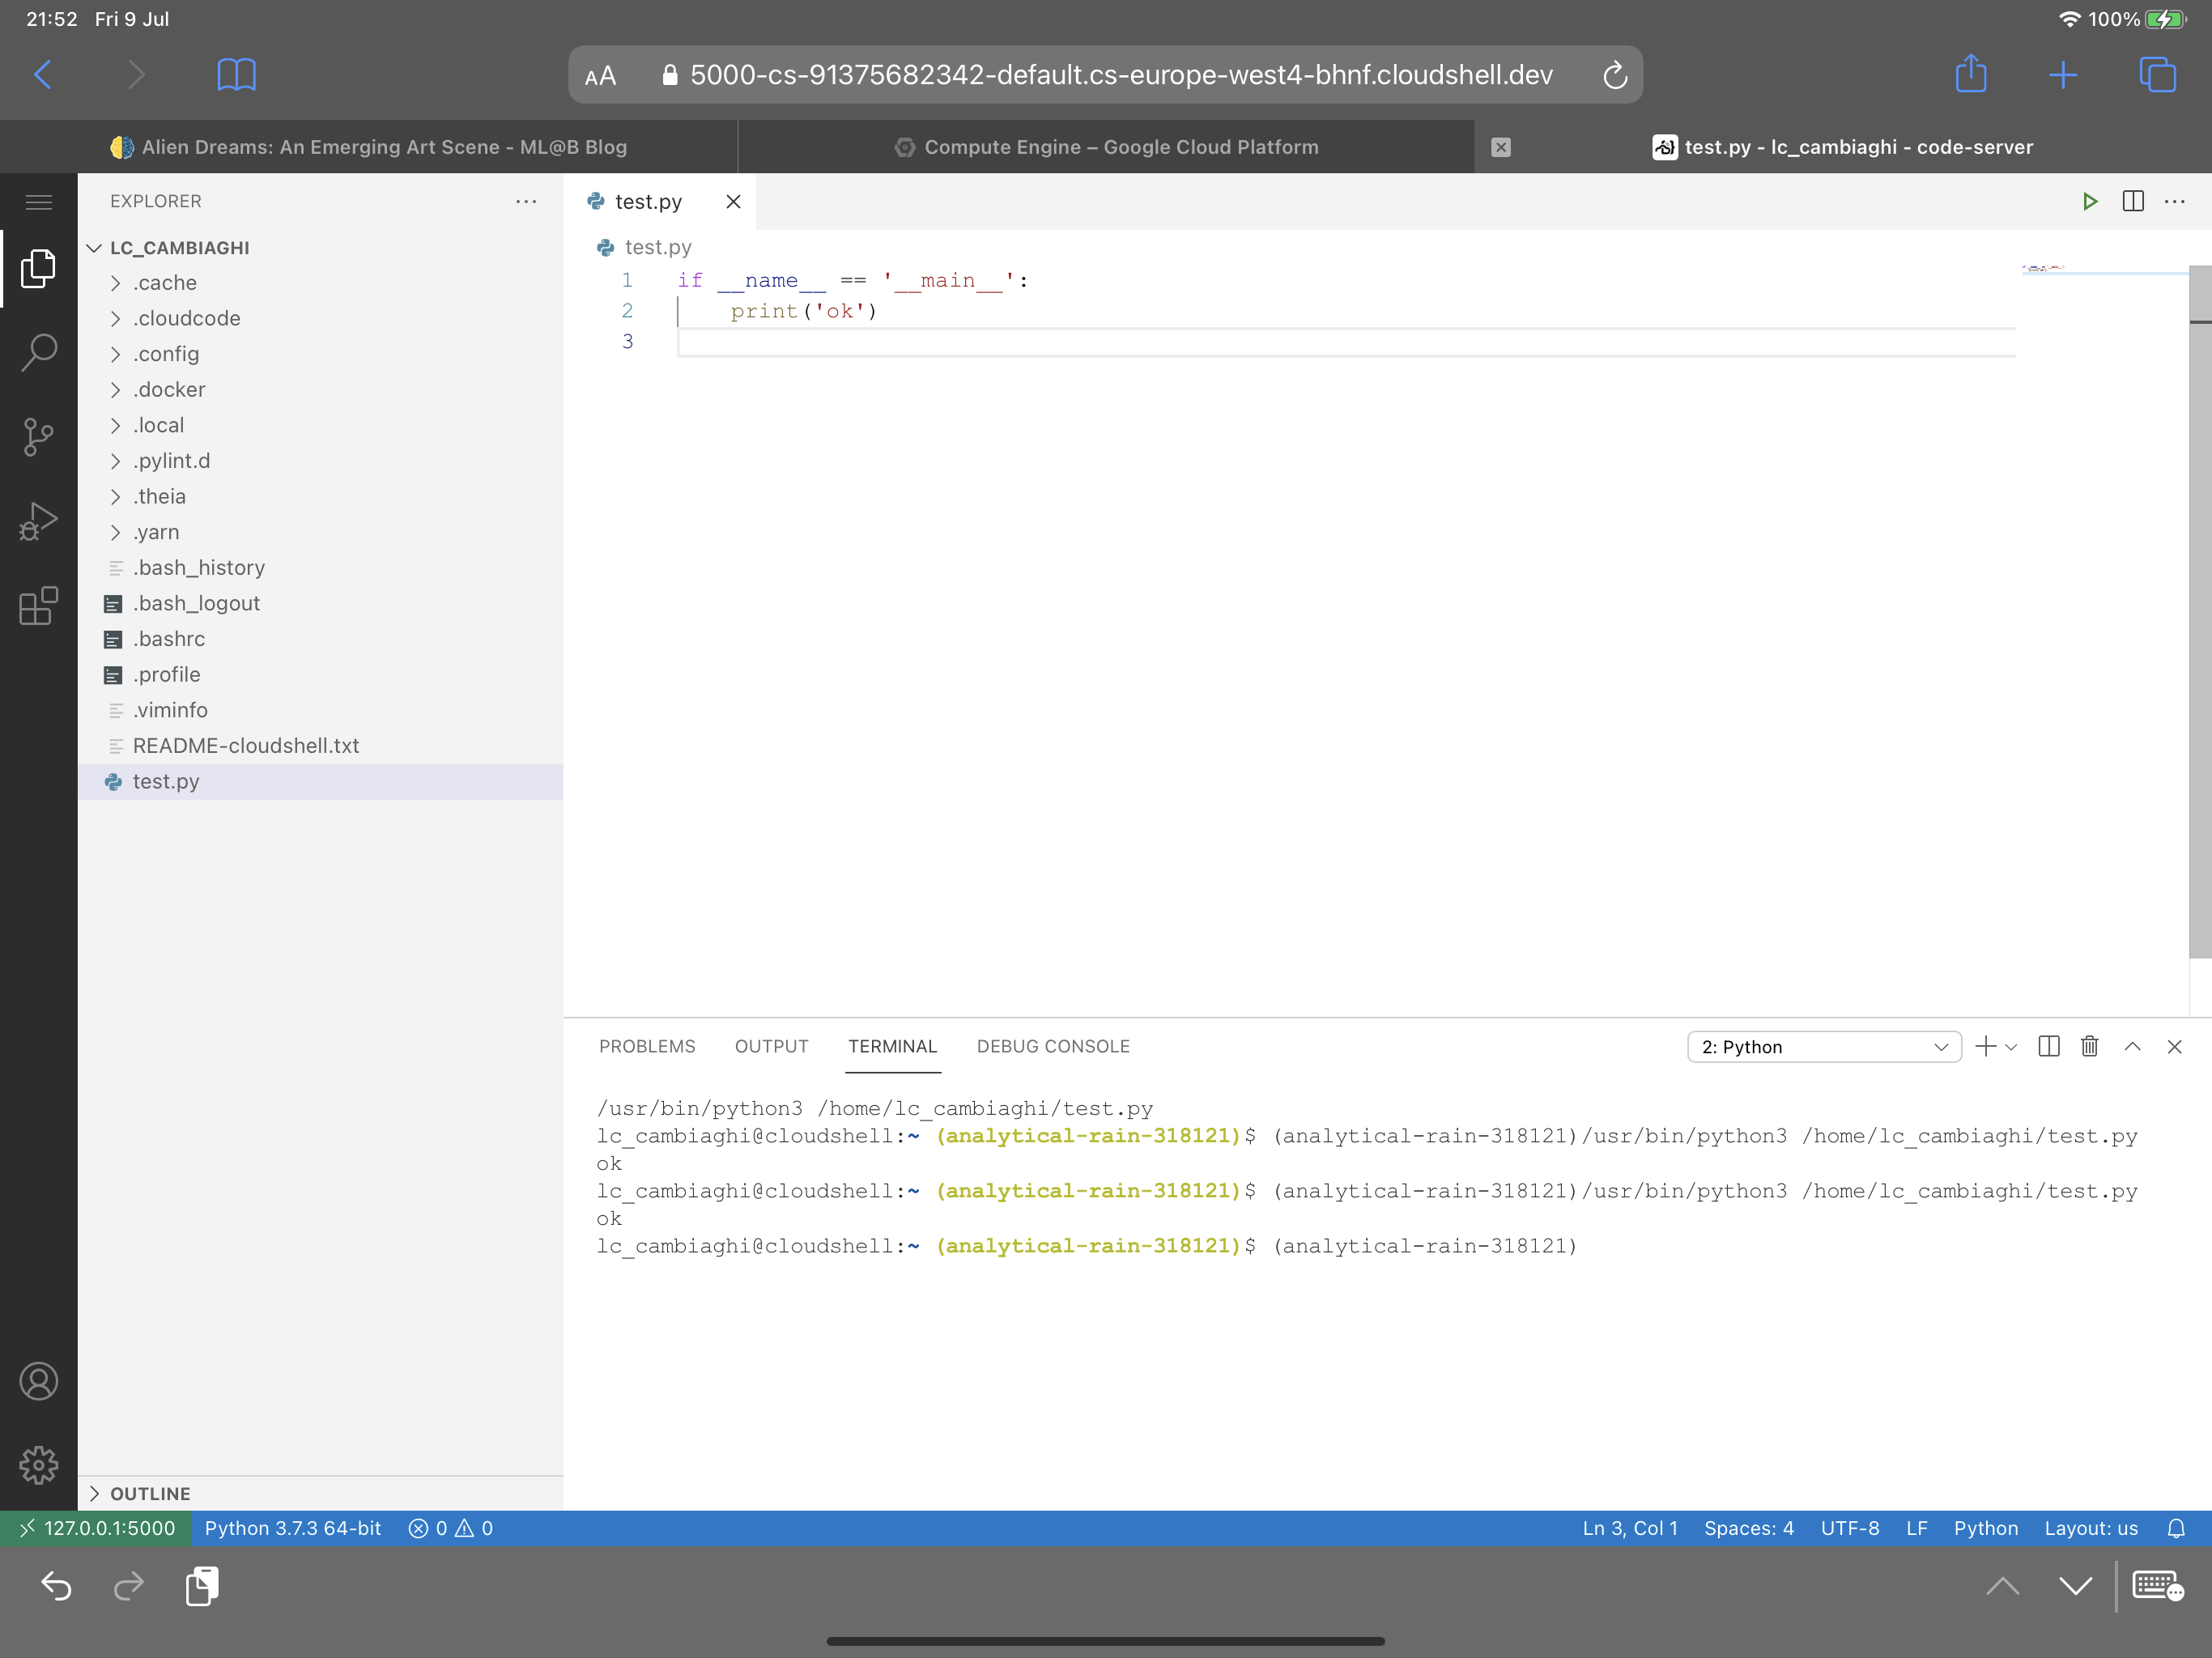 21:52 Fri 9 Jul
100%
AA 5000-cs-91375682342-default.cs-europe-west4-bhnf.cloudshell.dev
Alien Dreams: An Emerging Art Scene - ML@B Blog
Compute Engine – Google Cloud Platform
test.py - lc_cambiaghi - code-server
EXPLORER
LC_CAMBIAGHI
.cache
.cloudcode
.config
.docker
.local
.pylint.d
.theia
.yarn
.bash_history
.bash_logout
.bashrc
.profile
.viminfo
README-cloudshell.txt
test.py
OUTLINE
test.py
test.py
1 if __name__ == '__main__':
2 print('ok')
3
PROBLEMS OUTPUT TERMINAL DEBUG CONSOLE
2: Python
/usr/bin/python3 /home/lc_cambiaghi/test.py
lc_cambiaghi@cloudshell:~ (analytical-rain-318121)$ (analytical-rain-318121)/usr/bin/python3 /home/lc_cambiaghi/test.py
ok
lc_cambiaghi@cloudshell:~ (analytical-rain-318121)$ (analytical-rain-318121)/usr/bin/python3 /home/lc_cambiaghi/test.py
ok
lc_cambiaghi@cloudshell:~ (analytical-rain-318121)$ (analytical-rain-318121)
127.0.0.1:5000 Python 3.7.3 64-bit 0 0
Ln 3, Col 1 Spaces: 4 UTF-8 LF Python Layout: us